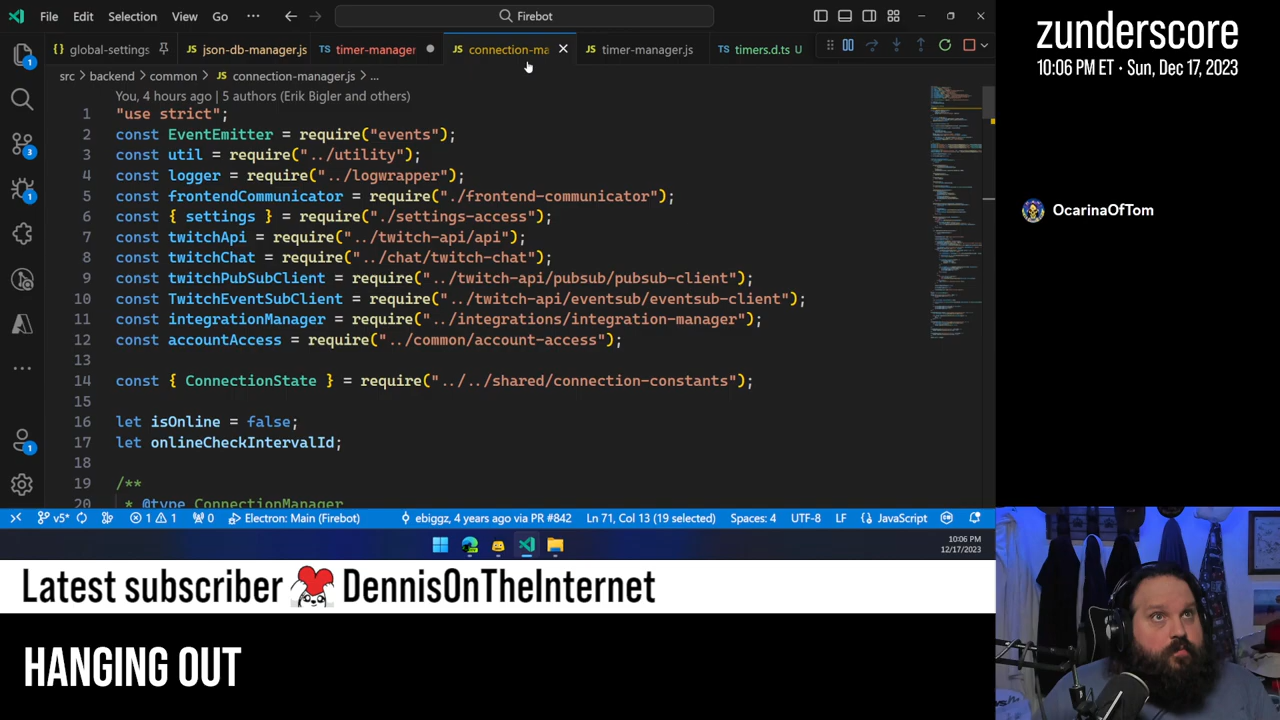 File Edit Selection View Go ··· Firebot
global-settings json-db-manager.js TS timer-manager JS connection-ma JS timer-manager.js TS timers.d.ts U
src > backend > common > JS connection-manager.js > ...
You, 4 hours ago | 5 authors (Erik Bigler and others)
1 "use strict";
2 const EventEmitter = require("events");
3 const util = require("../utility");
4 const logger = require("../logwrapper");
5 const frontendCommunicator = require("./frontend-communicator");
6 const { settings } = require("./settings-access");
7 const twitchApi = require("../twitch-api/api");
8 const twitchChat = require("../chat/twitch-chat");
9 const twitchPubSubClient = require("../twitch-api/pubsub/pubsub-client");
10 const TwitchEventSubClient = require("../twitch-api/eventsub/eventsub-client");
11 const integrationManager = require("../integrations/integration-manager");
12 const accountAccess = require("../common/account-access");
13
14 const { ConnectionState } = require("../../shared/connection-constants");
15
16 let isOnline = false;
17 let onlineCheckIntervalId;
18
19 /**
20 * @type ConnectionManager
v5* 1 1 0 Electron: Main (Firebot) ebiggz, 4 years ago via PR #842 Ln 71, Col 13 (19 selected) Spaces: 4 UTF-8 LF JavaScript
10:06 PM
12/17/2023
Latest subscriber DennisOnTheInternet
HANGING OUT
zunderscore
10:06 PM ET • Sun, Dec 17, 2023
OcarinaOfTom